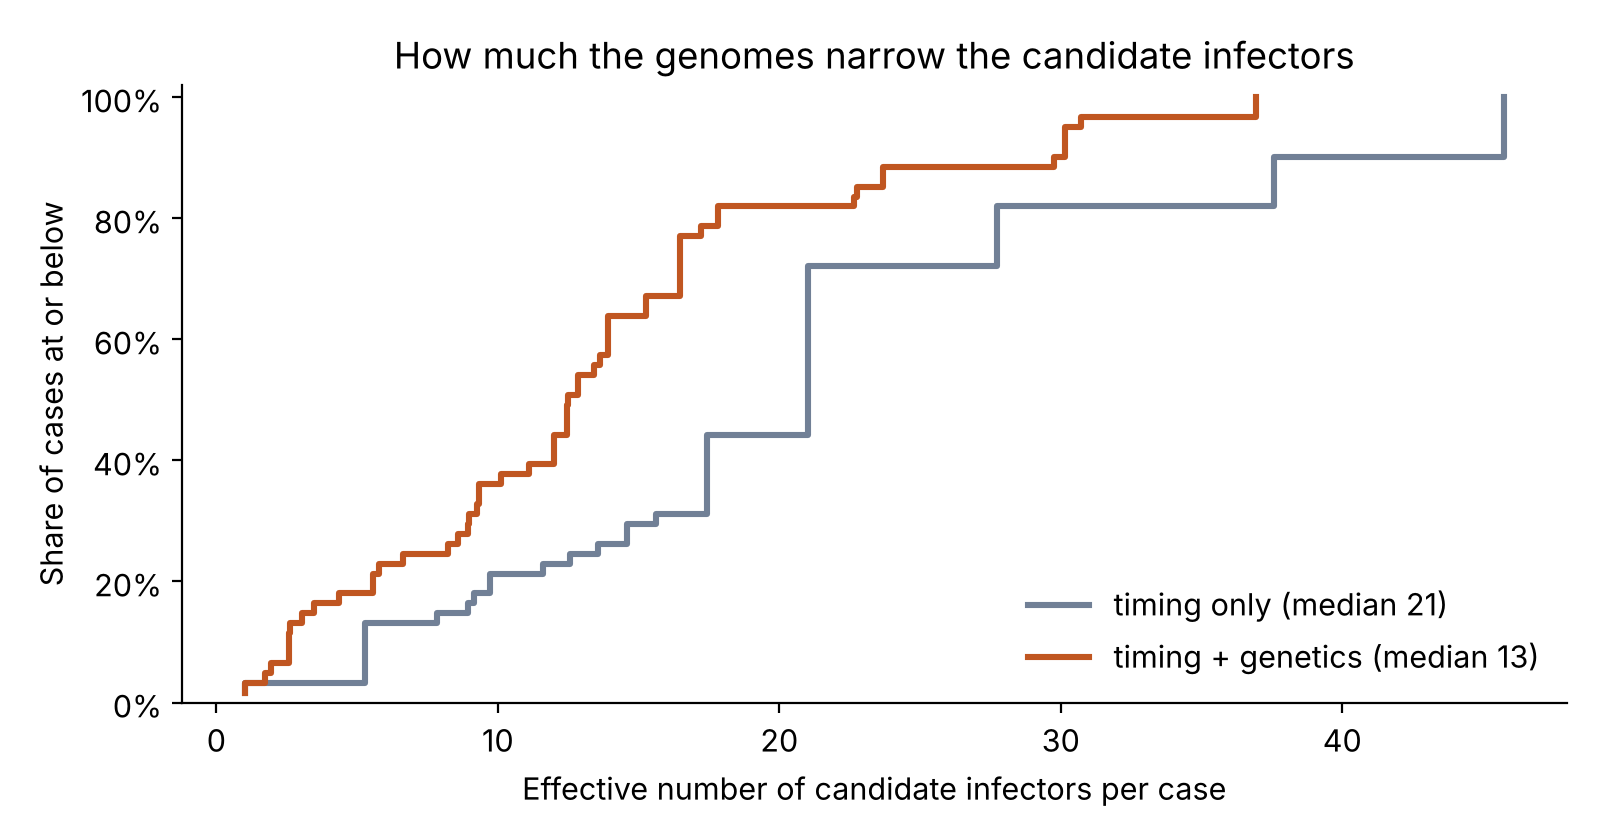 How much the genomes narrow the candidate infectors
100%
80%
60%
40%
20%
0%
Share of cases at or below
timing only (median 21)
timing + genetics (median 13)
0 10 20 30 40
Effective number of candidate infectors per case